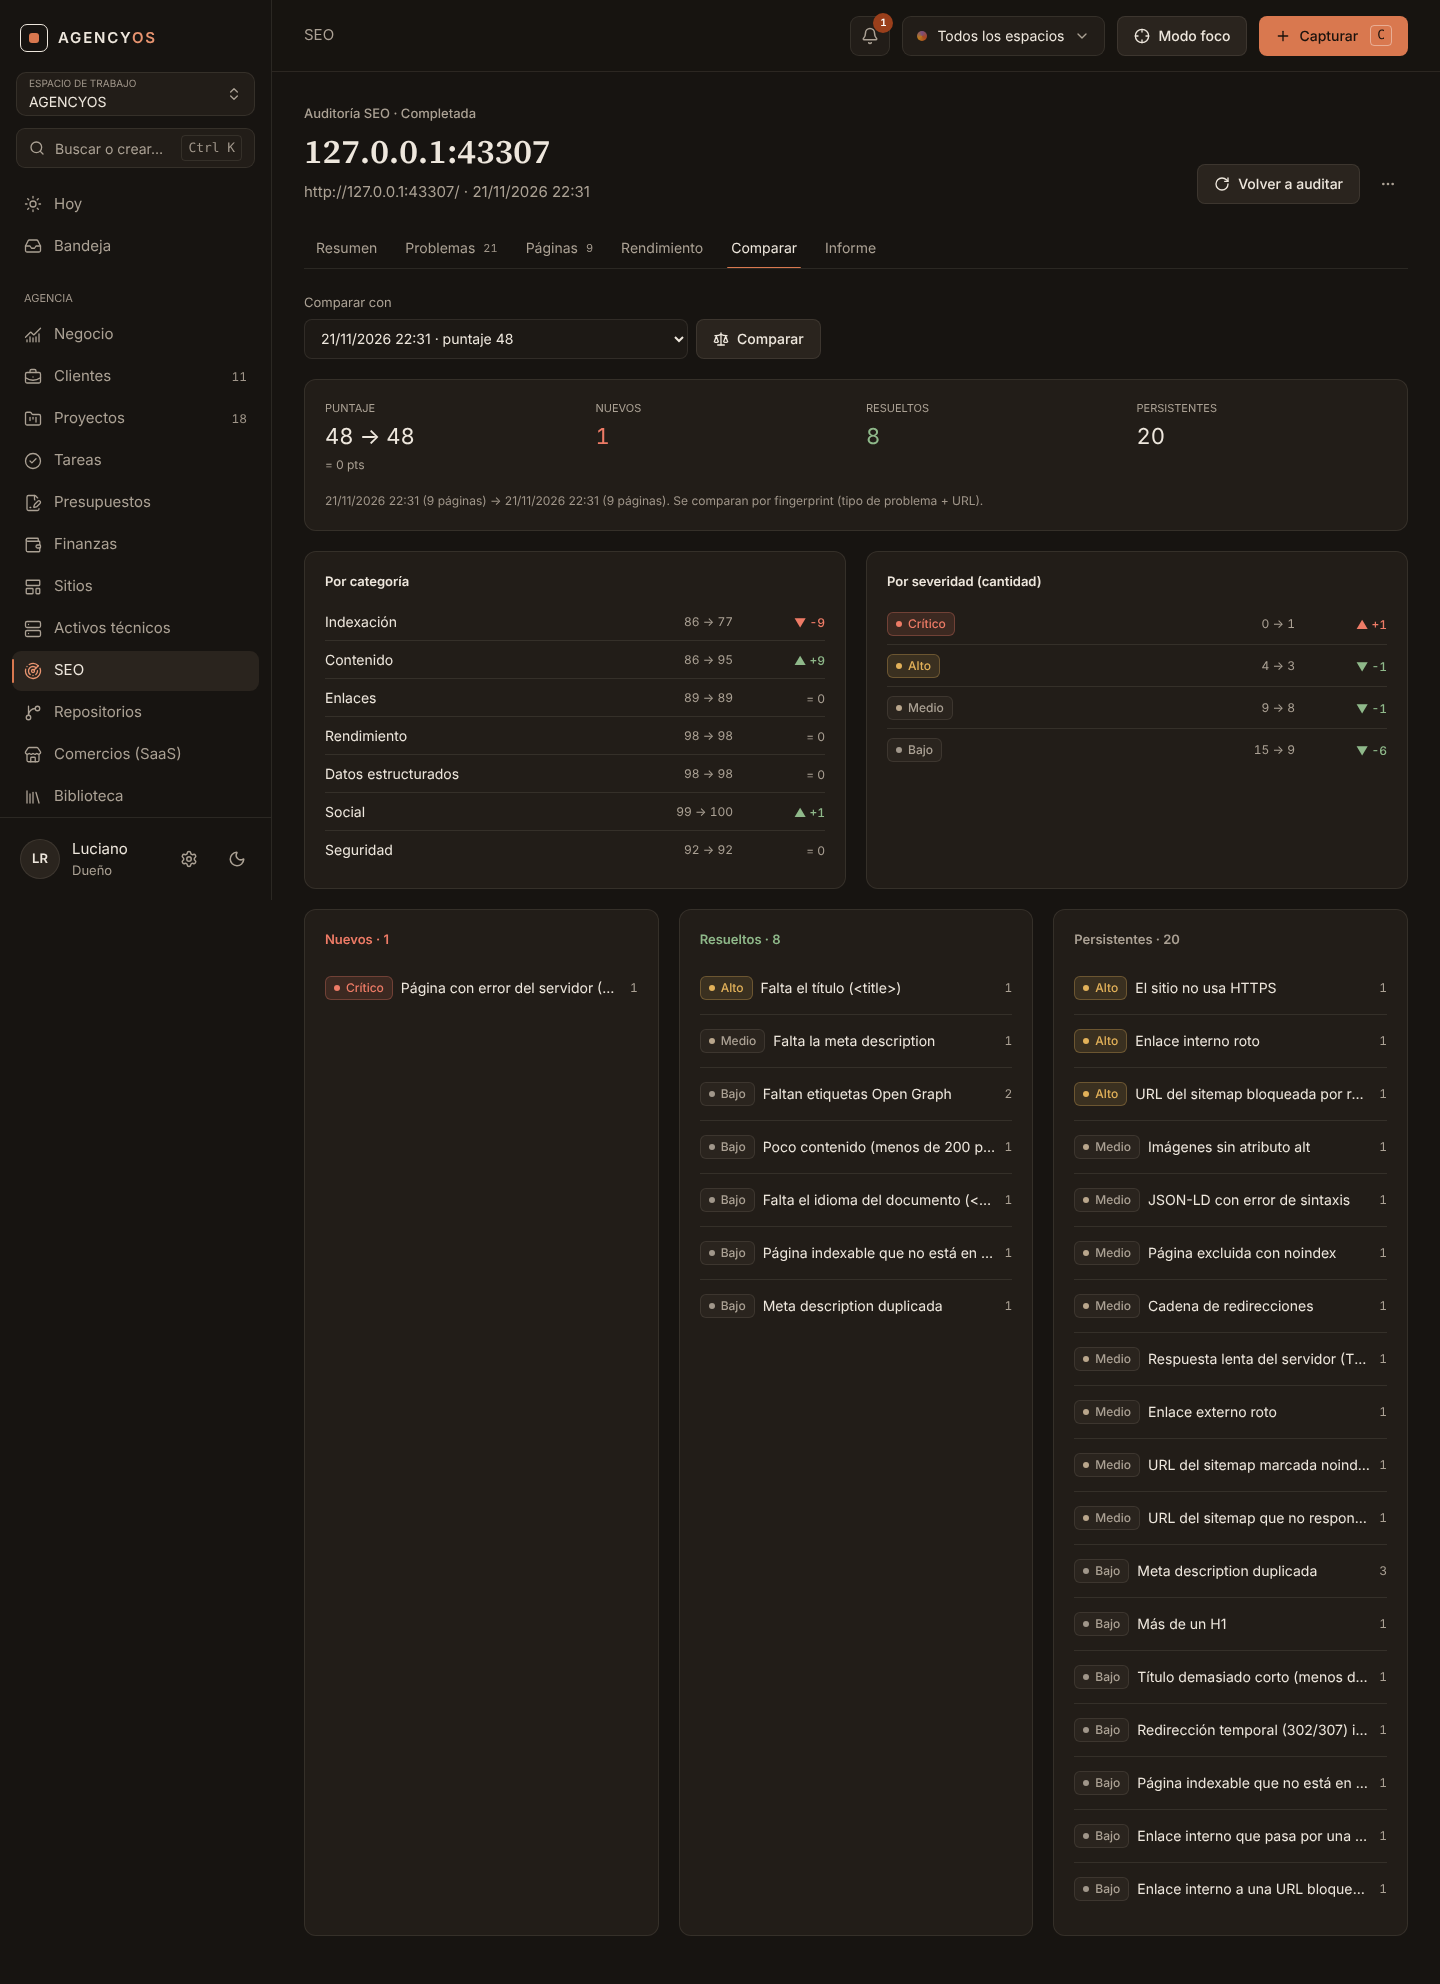 AGENCYOS
ESPACIO DE TRABAJO
AGENCYOS
Buscar o crear... Ctrl K
Hoy
Bandeja
AGENCIA
Negocio
Clientes 11
Proyectos 18
Tareas
Presupuestos
Finanzas
Sitios
Activos técnicos
SEO
Repositorios
Comercios (SaaS)
Biblioteca
LR Luciano
Dueño
SEO
1
Todos los espacios
Modo foco
Capturar C
Auditoría SEO · Completada
127.0.0.1:43307
http://127.0.0.1:43307/ · 21/11/2026 22:31
Volver a auditar
Resumen Problemas 21 Páginas 9 Rendimiento Comparar Informe
Comparar con
21/11/2026 22:31 · puntaje 48
Comparar
PUNTAJE
48 → 48
= 0 pts
NUEVOS
1
RESUELTOS
8
PERSISTENTES
20
21/11/2026 22:31 (9 páginas) → 21/11/2026 22:31 (9 páginas). Se comparan por fingerprint (tipo de problema + URL).
Por categoría
Indexación 86 → 77 ▼ -9
Contenido 86 → 95 ▲ +9
Enlaces 89 → 89 = 0
Rendimiento 98 → 98 = 0
Datos estructurados 98 → 98 = 0
Social 99 → 100 ▲ +1
Seguridad 92 → 92 = 0
Por severidad (cantidad)
Crítico 0 → 1 ▲ +1
Alto 4 → 3 ▼ -1
Medio 9 → 8 ▼ -1
Bajo 15 → 9 ▼ -6
Nuevos · 1
Crítico Página con error del servidor (... 1
Resueltos · 8
Alto Falta el título (<title>) 1
Medio Falta la meta description 1
Bajo Faltan etiquetas Open Graph 2
Bajo Poco contenido (menos de 200 p... 1
Bajo Falta el idioma del documento (<... 1
Bajo Página indexable que no está en ... 1
Bajo Meta description duplicada 1
Persistentes · 20
Alto El sitio no usa HTTPS 1
Alto Enlace interno roto 1
Alto URL del sitemap bloqueada por r... 1
Medio Imágenes sin atributo alt 1
Medio JSON-LD con error de sintaxis 1
Medio Página excluida con noindex 1
Medio Cadena de redirecciones 1
Medio Respuesta lenta del servidor (T... 1
Medio Enlace externo roto 1
Medio URL del sitemap marcada noind... 1
Medio URL del sitemap que no respon... 1
Bajo Meta description duplicada 3
Bajo Más de un H1 1
Bajo Título demasiado corto (menos d... 1
Bajo Redirección temporal (302/307) i... 1
Bajo Página indexable que no está en ... 1
Bajo Enlace interno que pasa por una ... 1
Bajo Enlace interno a una URL bloque... 1